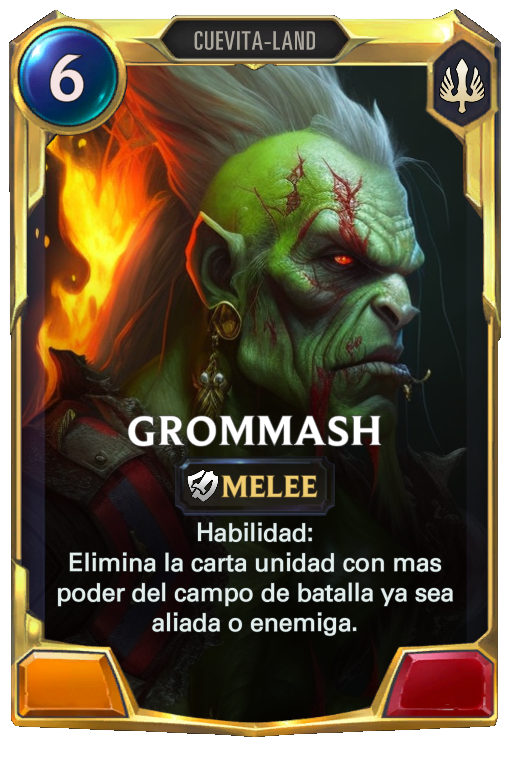 CUEVITA-LAND
6
GROMMASH
MELEE
Habilidad:
Elimina la carta unidad con mas
poder del campo de batalla ya sea
aliada o enemiga.